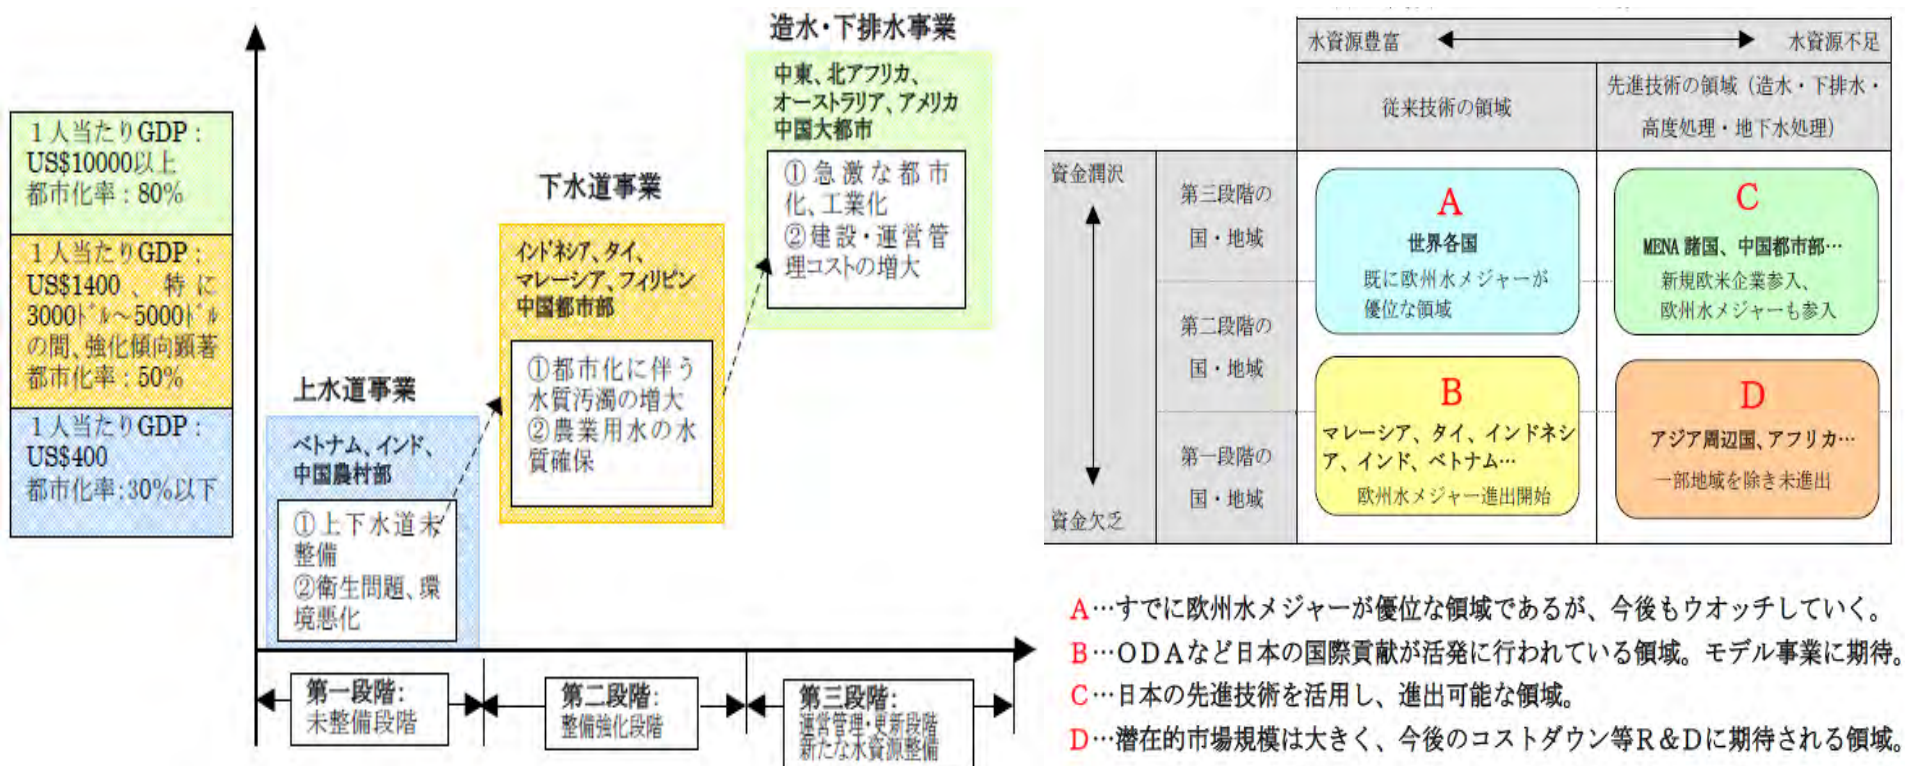 造水・下排水事業
中東、北アフリカ、
オーストラリア、アメリカ
中国大都市
①急激な都市
化、工業化
②建設・運営管
理コストの増大
下水道事業
インドネシア、タイ、
マレーシア、フィリピン
中国都市部
①都市化に伴う
水質汚濁の増大
②農業用水の水
質確保
上水道事業
ベトナム、インド、
中国農村部
①上下水道未
整備
②衛生問題、環
境悪化
1人当たりGDP:
US$10000以上
都市化率:80%
1人当たりGDP:
US$1400、特に
3000ドル～5000ドル
の間、強化傾向顕著
都市化率:50%
1人当たりGDP:
US$400
都市化率:30%以下
第一段階:
未整備段階
第二段階:
整備強化段階
第三段階:
運営管理・更新段階
新たな水資源整備
水資源豊富
水資源不足
従来技術の領域
先進技術の領域（造水・下排水・
高度処理・地下水処理）
資金潤沢
資金欠乏
第三段階の
国・地域
第二段階の
国・地域
第一段階の
国・地域
A
世界各国
既に欧州水メジャーが
優位な領域
C
MENA諸国、中国都市部…
新規欧米企業参入、
欧州水メジャーも参入
B
マレーシア、タイ、インドネシ
ア、インド、ベトナム…
欧州水メジャー進出開始
D
アジア周辺国、アフリカ…
一部地域を除き未進出
A…すでに欧州水メジャーが優位な領域であるが、今後もウオッチしていく。
B…ＯＤＡなど日本の国際貢献が活発に行われている領域。モデル事業に期待。
C…日本の先進技術を活用し、進出可能な領域。
D…潜在的市場規模は大きく、今後のコストダウン等Ｒ＆Ｄに期待される領域。